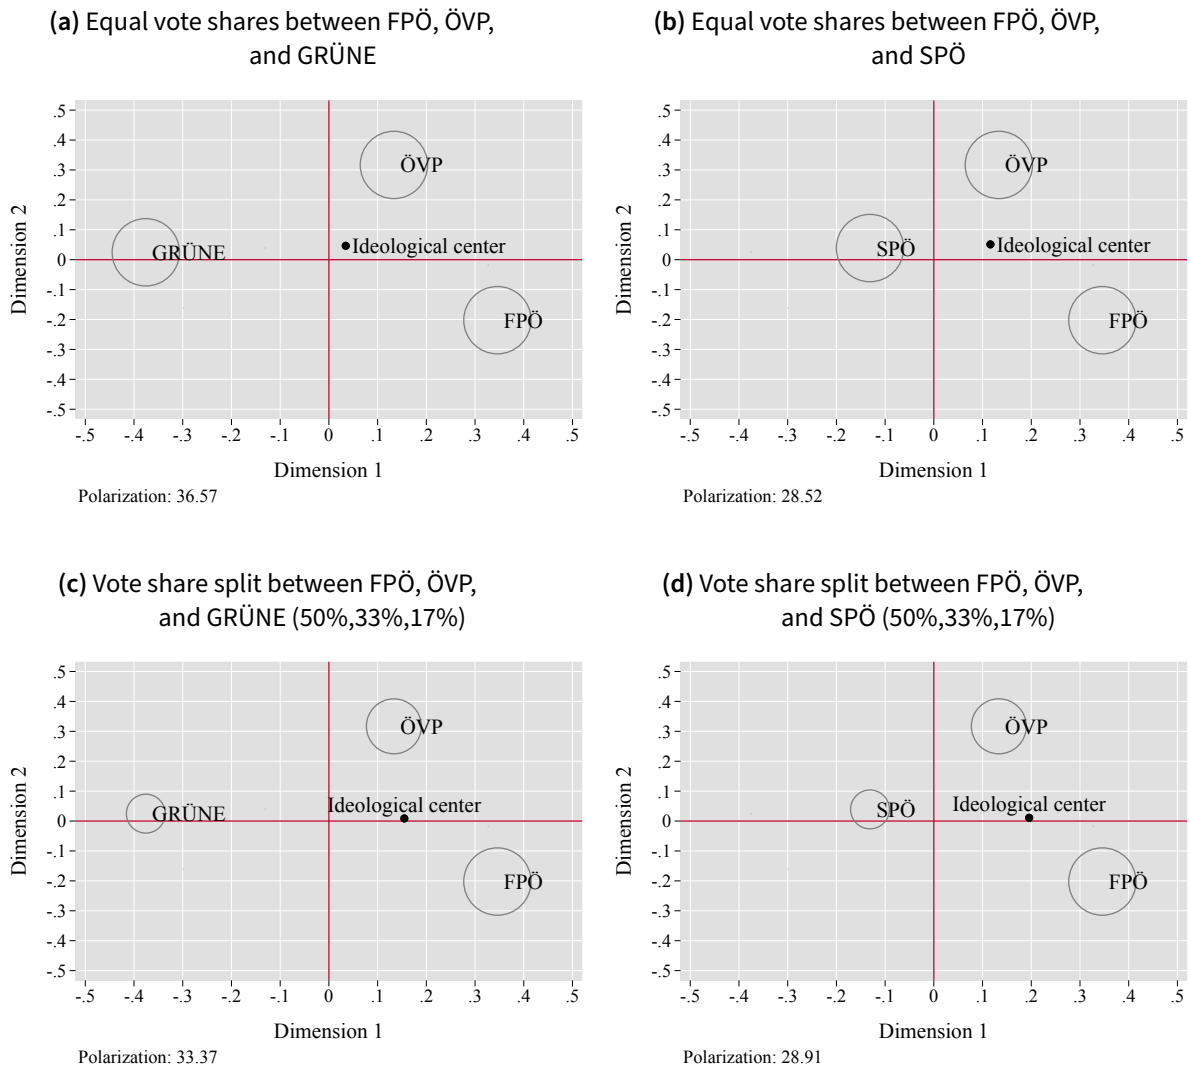 (a) Equal vote shares between FPÖ, ÖVP,
and GRÜNE
.5
.4
.3
.2
.1
0
-.1
-.2
-.3
-.4
-.5
Dimension 2
ÖVP
GRÜNE
Ideological center
FPÖ
-.5 -.4 -.3 -.2 -.1 0 .1 .2 .3 .4 .5
Dimension 1
Polarization: 36.57
(b) Equal vote shares between FPÖ, ÖVP,
and SPÖ
.5
.4
.3
.2
.1
0
-.1
-.2
-.3
-.4
-.5
Dimension 2
ÖVP
SPÖ
Ideological center
FPÖ
-.5 -.4 -.3 -.2 -.1 0 .1 .2 .3 .4 .5
Dimension 1
Polarization: 28.52
(c) Vote share split between FPÖ, ÖVP,
and GRÜNE (50%,33%,17%)
.5
.4
.3
.2
.1
0
-.1
-.2
-.3
-.4
-.5
Dimension 2
ÖVP
Ideological center
GRÜNE
FPÖ
-.5 -.4 -.3 -.2 -.1 0 .1 .2 .3 .4 .5
Dimension 1
Polarization: 33.37
(d) Vote share split between FPÖ, ÖVP,
and SPÖ (50%,33%,17%)
.5
.4
.3
.2
.1
0
-.1
-.2
-.3
-.4
-.5
Dimension 2
ÖVP
Ideological center
SPÖ
FPÖ
-.5 -.4 -.3 -.2 -.1 0 .1 .2 .3 .4 .5
Dimension 1
Polarization: 28.91